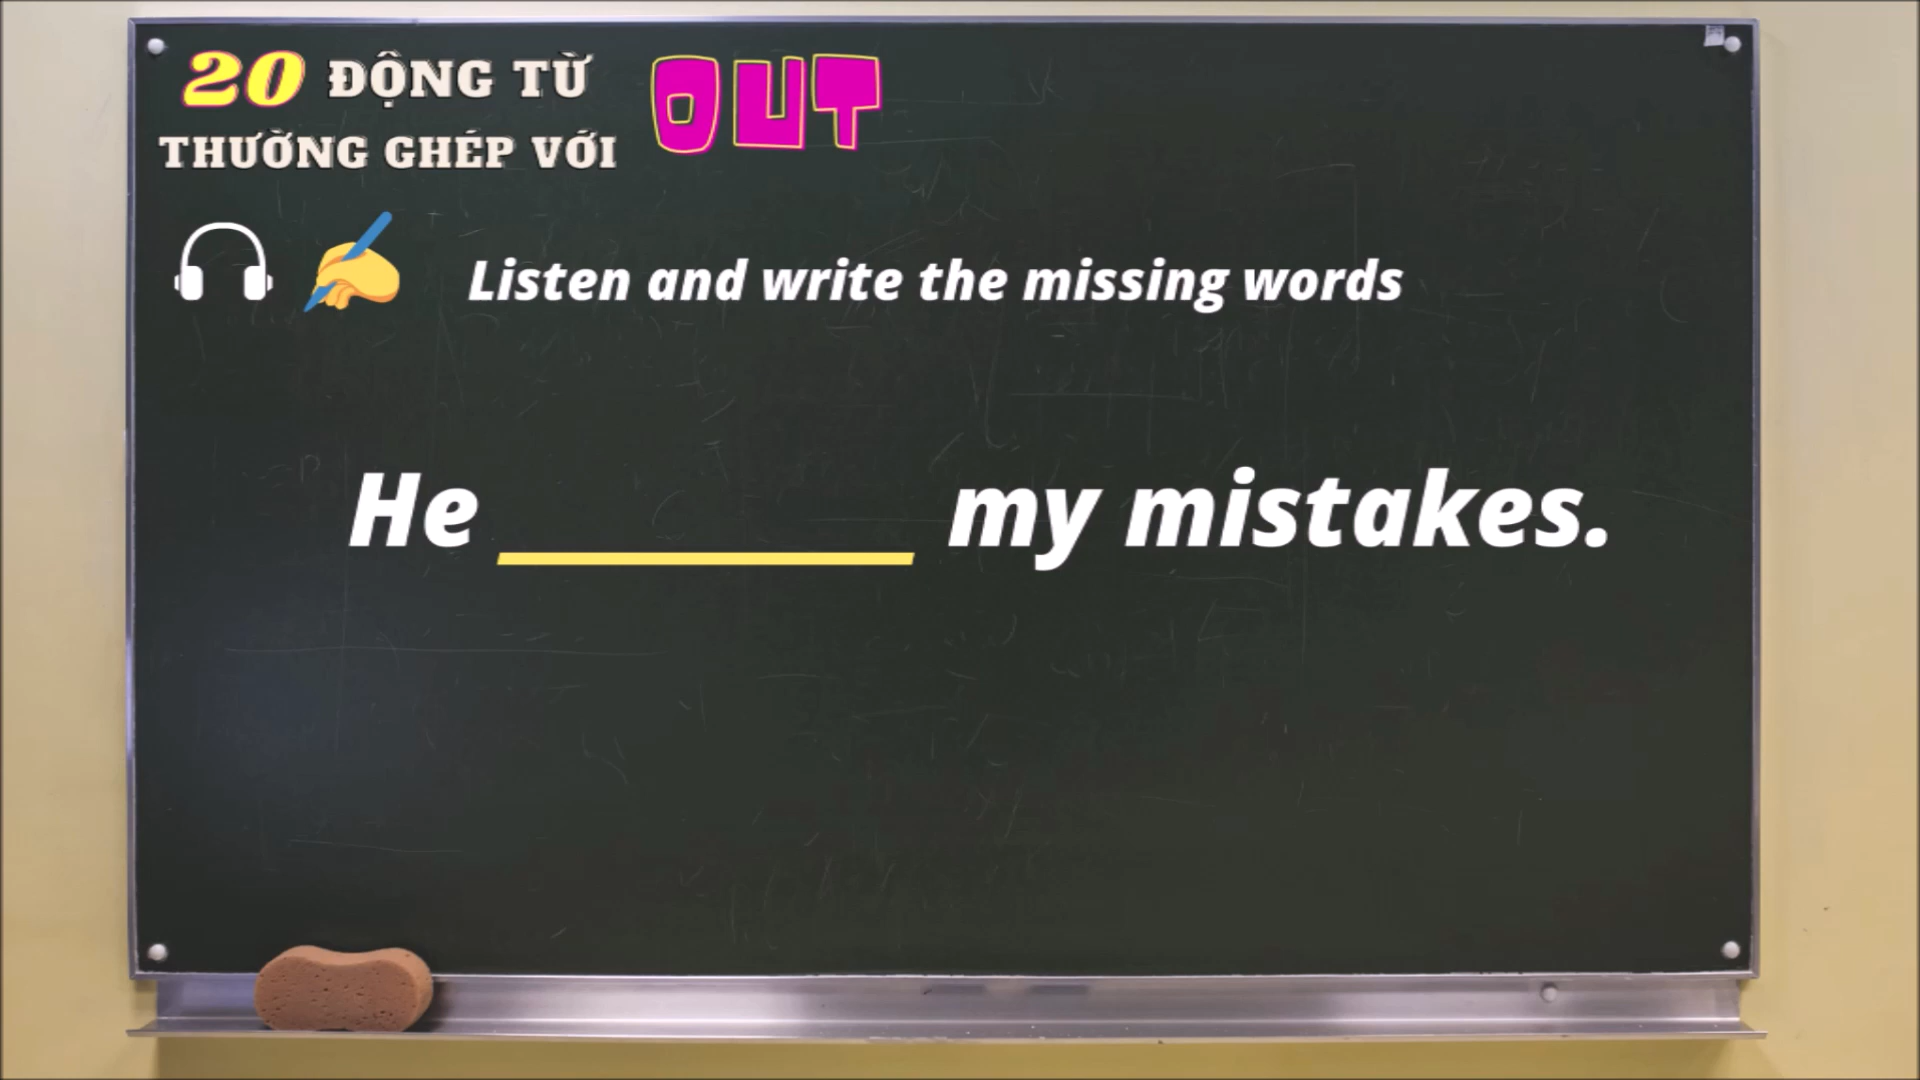 20 ĐỘNG TỪ
THƯỜNG GHÉP VỚI
OUT
Listen and write the missing words
He ________ my mistakes.